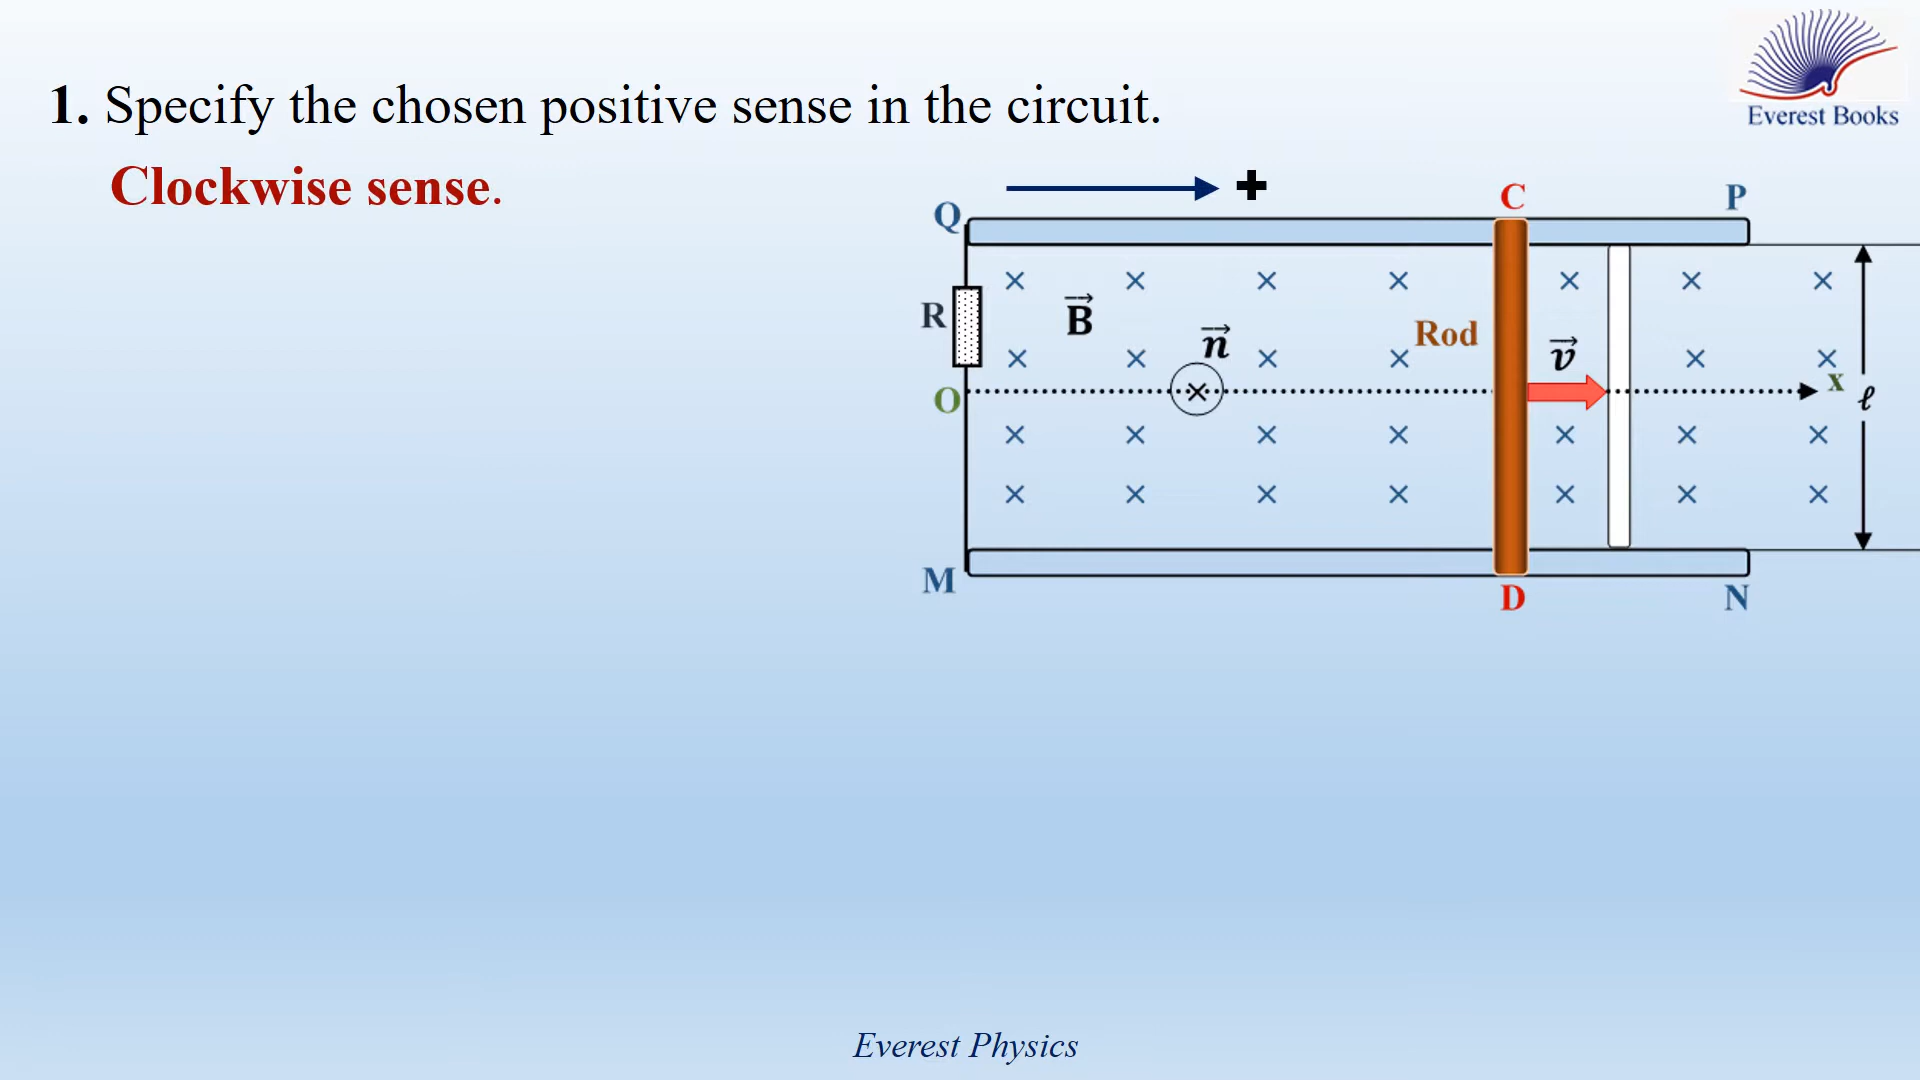 1. Specify the chosen positive sense in the circuit.
Clockwise sense.
Everest Books
+
Q
C
P
R
B⃗
n⃗
Rod
v⃗
O
x
ℓ
M
D
N
Everest Physics